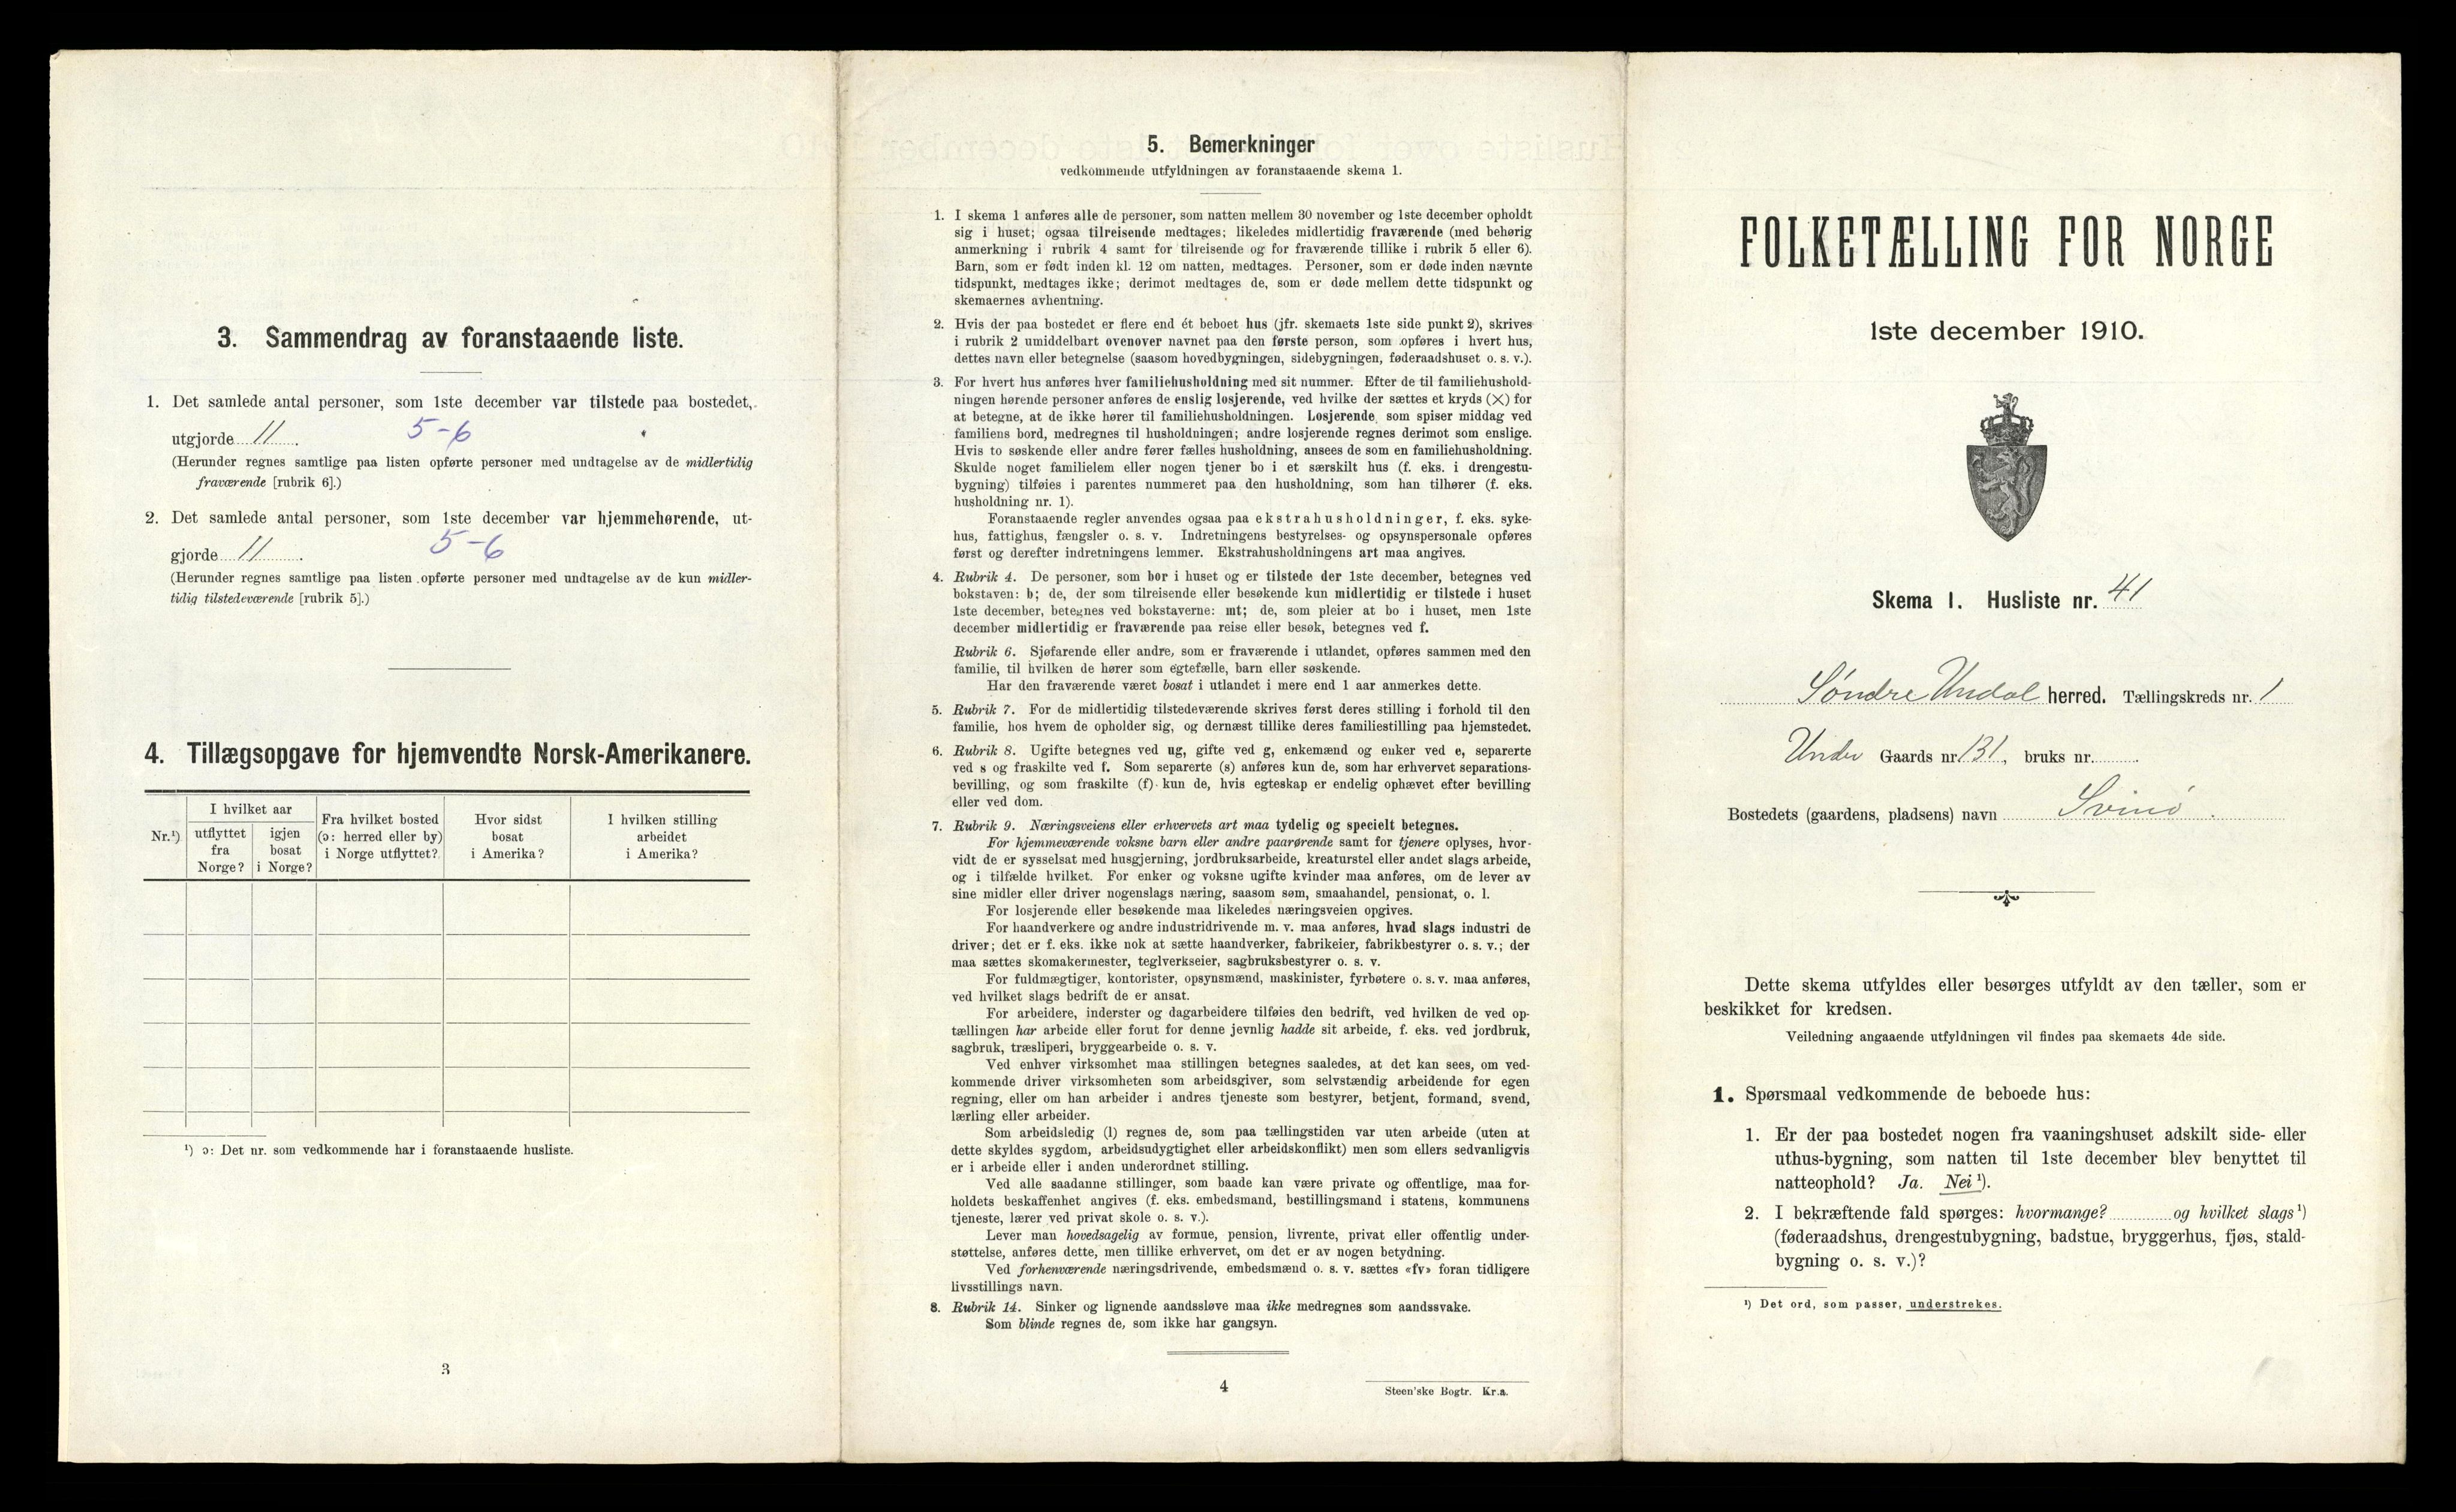 3. Sammendrag av foranstaaende liste.
1. Det samlede antal personer, som 1ste december var tilstede paa bostedet,
utgjorde 11. 5-6
(Herunder regnes samtlige paa listen opførte personer med undtagelse av de midlertidig
fraværende [rubrik 6].)
2. Det samlede antal personer, som 1ste december var hjemmehørende, ut-
gjorde 11. 5-6
(Herunder regnes samtlige paa listen opførte personer med undtagelse av de kun midler-
tidig tilstedeværende [rubrik 5].)
4. Tillægsopgave for hjemvendte Norsk-Amerikanere.
Nr.¹)
I hvilket aar
utflyttet
fra
Norge?
igjen
bosat
i Norge?
Fra hvilket bosted
(ɔ: herred eller by)
i Norge utflyttet?
Hvor sidst
bosat
i Amerika?
I hvilken stilling
arbeidet
i Amerika?
¹) ɔ: Det nr. som vedkommende har i foranstaaende husliste.
3
5. Bemerkninger
vedkommende utfyldningen av foranstaaende skema 1.
1. I skema 1 anføres alle de personer, som natten mellem 30 november og 1ste december opholdt
sig i huset; ogsaa tilreisende medtages; likeledes midlertidig fraværende (med behørig
anmerkning i rubrik 4 samt for tilreisende og for fraværende tillike i rubrik 5 eller 6).
Barn, som er født inden kl. 12 om natten, medtages. Personer, som er døde inden nævnte
tidspunkt, medtages ikke; derimot medtages de, som er døde mellem dette tidspunkt og
skemaernes avhentning.
2. Hvis der paa bostedet er flere end ét beboet hus (jfr. skemaets 1ste side punkt 2), skrives
i rubrik 2 umiddelbart ovenover navnet paa den første person, som opføres i hvert hus,
dettes navn eller betegnelse (saasom hovedbygningen, sidebygningen, føderaadshuset o. s. v.).
3. For hvert hus anføres hver familiehusholdning med sit nummer. Efter de til familiehushold-
ningen hørende personer anføres de enslig losjerende, ved hvilke der sættes et kryds (×) for
at betegne, at de ikke hører til familiehusholdningen. Losjerende som spiser middag ved
familiens bord, medregnes til husholdningen; andre losjerende regnes derimot som enslige.
Hvis to søskende eller andre fører fælles husholdning, ansees de som en familiehusholdning.
Skulde noget familielem eller nogen tjener bo i et særskilt hus (f. eks. i drengestu-
bygning) tilføies i parentes nummeret paa den husholdning, som han tilhører (f. eks.
husholdning nr. 1).
Foranstaaende regler anvendes ogsaa paa ekstrahusholdninger, f. eks. syke-
hus, fattighus, fængsler o. s. v. Indretningens bestyrelses- og opsynspersonale opføres
først og derefter indretningens lemmer. Ekstrahusholdningens art maa angives.
4. Rubrik 4. De personer, som bor i huset og er tilstede der 1ste december, betegnes ved
bokstaven: b; de, der som tilreisende eller besøkende kun midlertidig er tilstede i huset
1ste december, betegnes ved bokstaverne: mt; de, som pleier at bo i huset, men 1ste
december midlertidig er fraværende paa reise eller besøk, betegnes ved f.
Rubrik 6. Sjøfarende eller andre, som er fraværende i utlandet, opføres sammen med den
familie, til hvilken de hører som egtefælle, barn eller søskende.
Har den fraværende været bosat i utlandet i mere end 1 aar anmerkes dette.
5. Rubrik 7. For de midlertidig tilstedeværende skrives først deres stilling i forhold til den
familie, hos hvem de opholder sig, og dernæst tillike deres familiestilling paa hjemstedet.
6. Rubrik 8. Ugifte betegnes ved ug, gifte ved g, enkemænd og enker ved e, separerte
ved s og fraskilte ved f. Som separerte (s) anføres kun de, som har erhvervet separations-
bevilling, og som fraskilte (f) kun de, hvis egteskap er endelig ophævet efter bevilling
eller ved dom.
7. Rubrik 9. Næringsveiens eller erhvervets art maa tydelig og specielt betegnes.
For hjemmeværende voksne barn eller andre paarørende samt for tjenere oplyses, hvor-
vidt de er sysselsat med husgjerning, jordbruksarbeide, kreaturstel eller andet slags arbeide,
og i tilfælde hvilket. For enker og voksne ugifte kvinder maa anføres, om de lever av
sine midler eller driver nogenslags næring, saasom søm, smaahandel, pensionat, o. l.
For losjerende eller besøkende maa likeledes næringsveien opgives.
For haandverkere og andre industridrivende m. v. maa anføres, hvad slags industri de
driver; det er f. eks. ikke nok at sætte haandverker, fabrikeier, fabrikbestyrer o. s. v.; der
maa sættes skomakermester, teglverkseier, sagbruksbestyrer o. s. v.
For fuldmægtiger, kontorister, opsynsmænd, maskinister, fyrbøtere o. s. v. maa anføres,
ved hvilket slags bedrift de er ansat.
For arbeidere, inderster og dagarbeidere tilføies den bedrift, ved hvilken de ved op-
tællingen har arbeide eller forut for denne jevnlig hadde sit arbeide, f. eks. ved jordbruk,
sagbruk, træsliperi, bryggearbeide o. s. v.
Ved enhver virksomhet maa stillingen betegnes saaledes, at det kan sees, om ved-
kommende driver virksomheten som arbeidsgiver, som selvstændig arbeidende for egen
regning, eller om han arbeider i andres tjeneste som bestyrer, betjent, formand, svend,
lærling eller arbeider.
Som arbeidsledig (l) regnes de, som paa tællingstiden var uten arbeide (uten at
dette skyldes sygdom, arbeidsudygtighet eller arbeidskonflikt) men som ellers sedvanligvis
er i arbeide eller i anden underordnet stilling.
Ved alle saadanne stillinger, som baade kan være private og offentlige, maa for-
holdets beskaffenhet angives (f. eks. embedsmand, bestillingsmand i statens, kommunens
tjeneste, lærer ved privat skole o. s. v.).
Lever man hovedsagelig av formue, pension, livrente, privat eller offentlig under-
støttelse, anføres dette, men tillike erhvervet, om det er av nogen betydning.
Ved forhenværende næringsdrivende, embedsmænd o. s. v. sættes «fv» foran tidligere
livsstillings navn.
8. Rubrik 14. Sinker og lignende aandssløve maa ikke medregnes som aandssvake.
Som blinde regnes de, som ikke har gangsyn.
4
Steen'ske Bogtr. Kr.a.
FOLKETÆLLING FOR NORGE
1ste december 1910.
Skema 1. Husliste nr. 41
Søndre Undal herred. Tællingskreds nr. 1
Under Gaards nr. 131, bruks nr.
Bostedets (gaardens, pladsens) navn Svinø.
Dette skema utfyldes eller besørges utfyldt av den tæller, som er
beskikket for kredsen.
Veiledning angaaende utfyldningen vil findes paa skemaets 4de side.
1. Spørsmaal vedkommende de beboede hus:
1. Er der paa bostedet nogen fra vaaningshuset adskilt side- eller
uthus-bygning, som natten til 1ste december blev benyttet til
natteophold? Ja. Nei ¹).
2. I bekræftende fald spørges: hvormange? og hvilket slags ¹)
(føderaadshus, drengestubygning, badstue, bryggerhus, fjøs, stald-
bygning o. s. v.)?
¹) Det ord, som passer, understrekes.